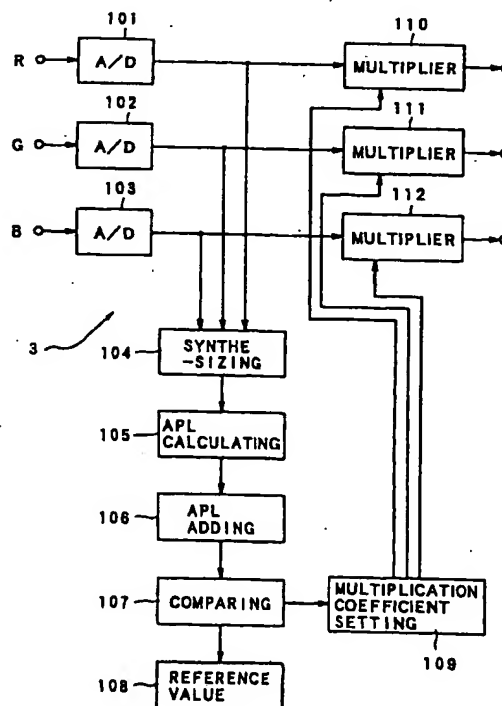 101
110
R
A/D
MULTIPLIER
102
111
G
A/D
MULTIPLIER
103
112
B
A/D
MULTIPLIER
3
104
SYNTHE
-SIZING
105
APL
CALCULATING
106
APL
ADDING
107
COMPARING
MULTIPLICATION
COEFFICIENT
SETTING
109
108
REFERENCE
VALUE